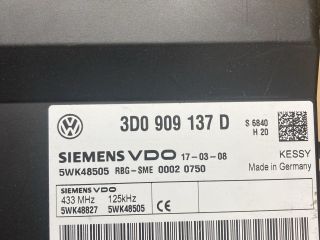 3D0 909 137 D
S 6840
H 20
SIEMENS VDO 17-03-08
KESSY
5WK48505 RBG-SME 0002 0750
Made in Germany
SIEMENS VDO
433 MHz 125kHz
5WK48827 5WK48505 CE